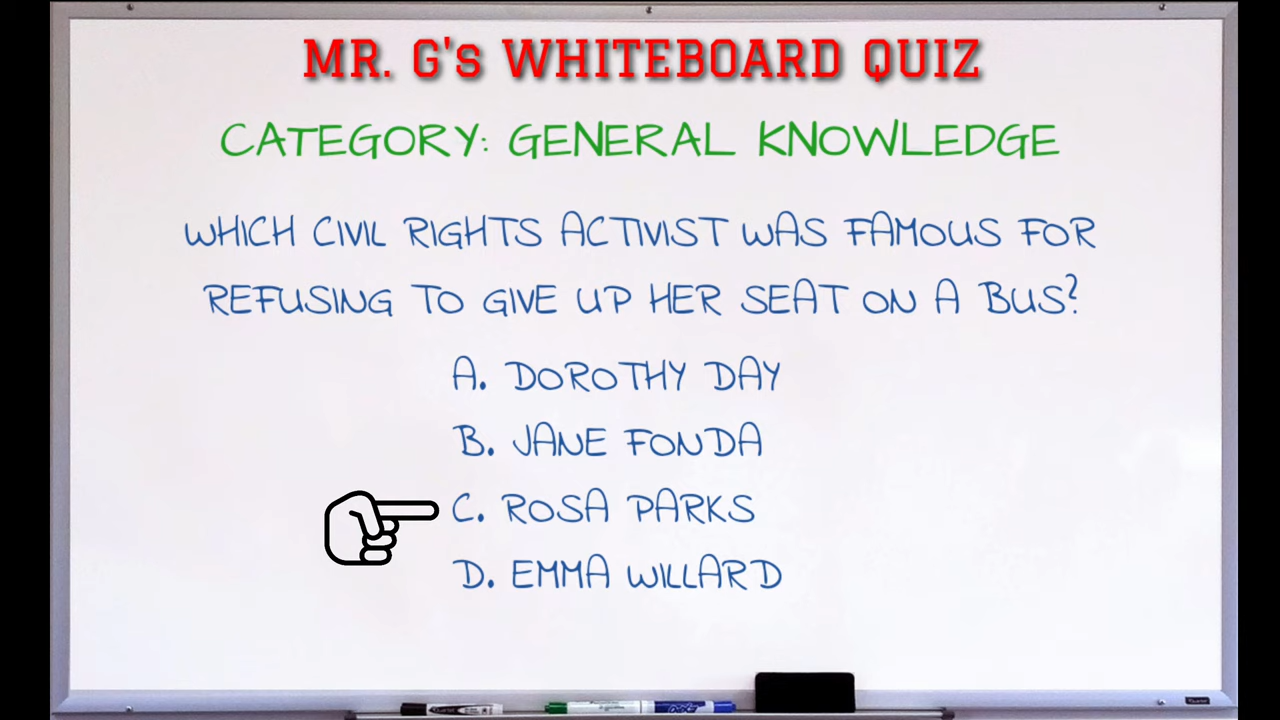 MR. G's WHITEBOARD QUIZ
CATEGORY: GENERAL KNOWLEDGE
WHICH CIVIL RIGHTS ACTIVIST WAS FAMOUS FOR
REFUSING TO GIVE UP HER SEAT ON A BUS?
A. DOROTHY DAY
B. JANE FONDA
C. ROSA PARKS
D. EMMA WILLARD